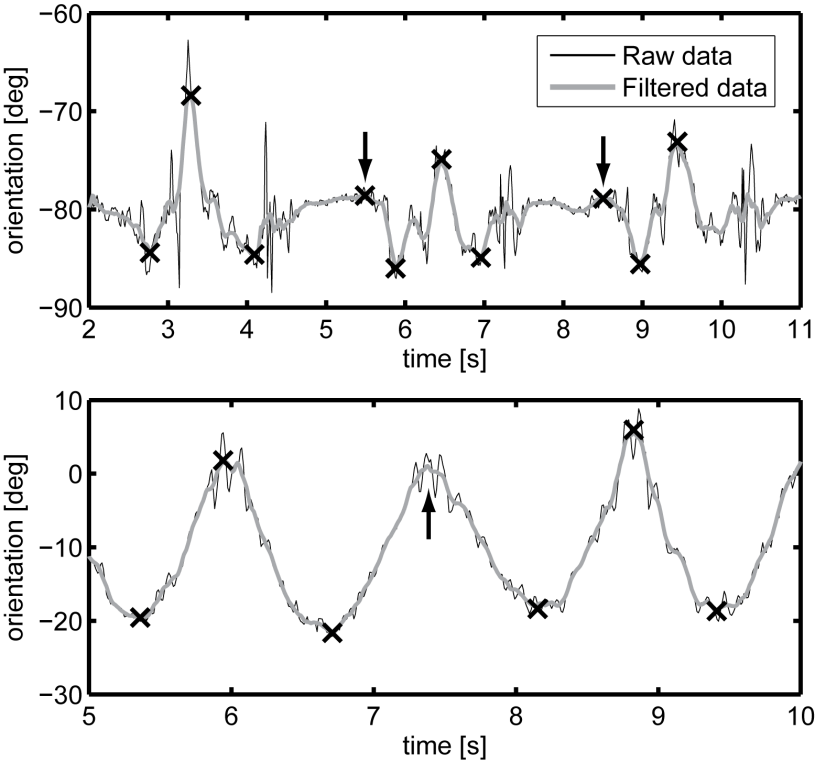 −60
−70
−80
−90
orientation [deg]
Raw data
Filtered data
2 3 4 5 6 7 8 9 10 11
time [s]
10
0
−10
−20
−30
orientation [deg]
5 6 7 8 9 10
time [s]